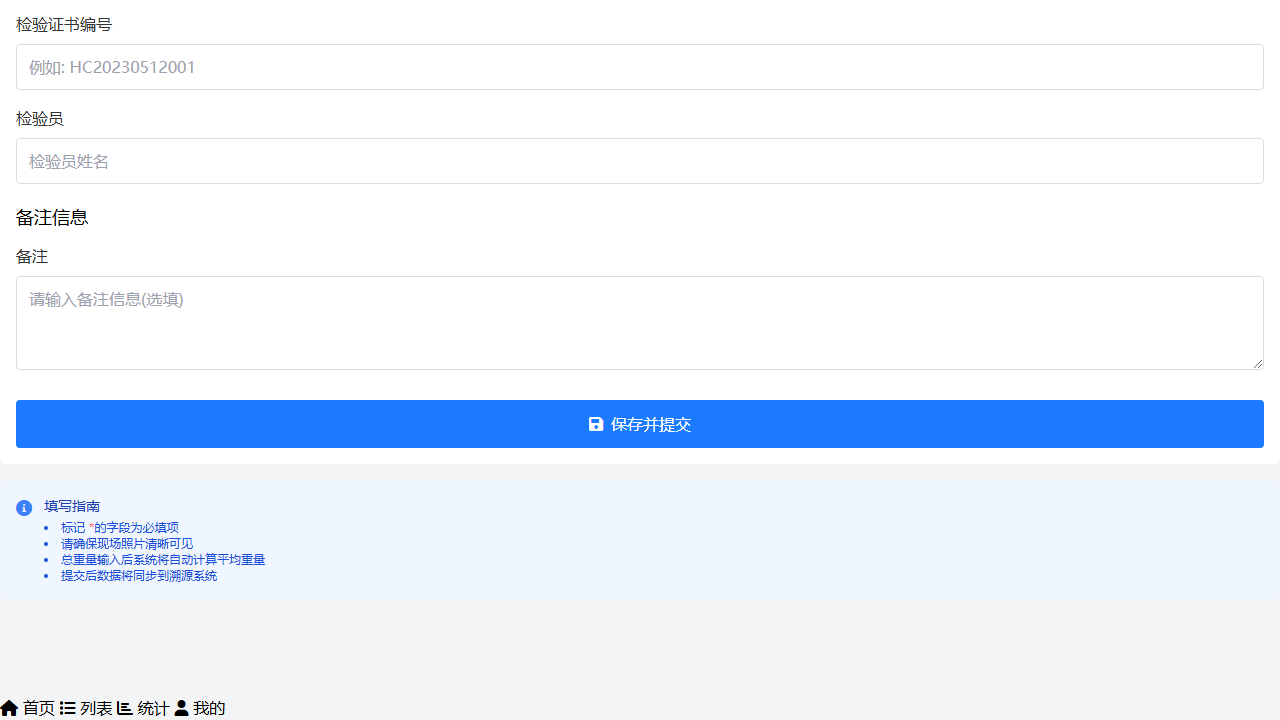 检验证书编号
例如: HC20230512001
检验员
检验员姓名
备注信息
备注
请输入备注信息(选填)
保存并提交
填写指南
标记 *的字段为必填项
请确保现场照片清晰可见
总重量输入后系统将自动计算平均重量
提交后数据将同步到溯源系统
首页 列表 统计 我的